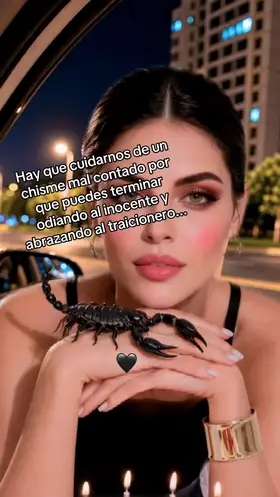 Hay que cuidarnos de un
chisme mal contado por
que puedes terminar
odiando al inocente y
abrazando al traicionero...
🖤